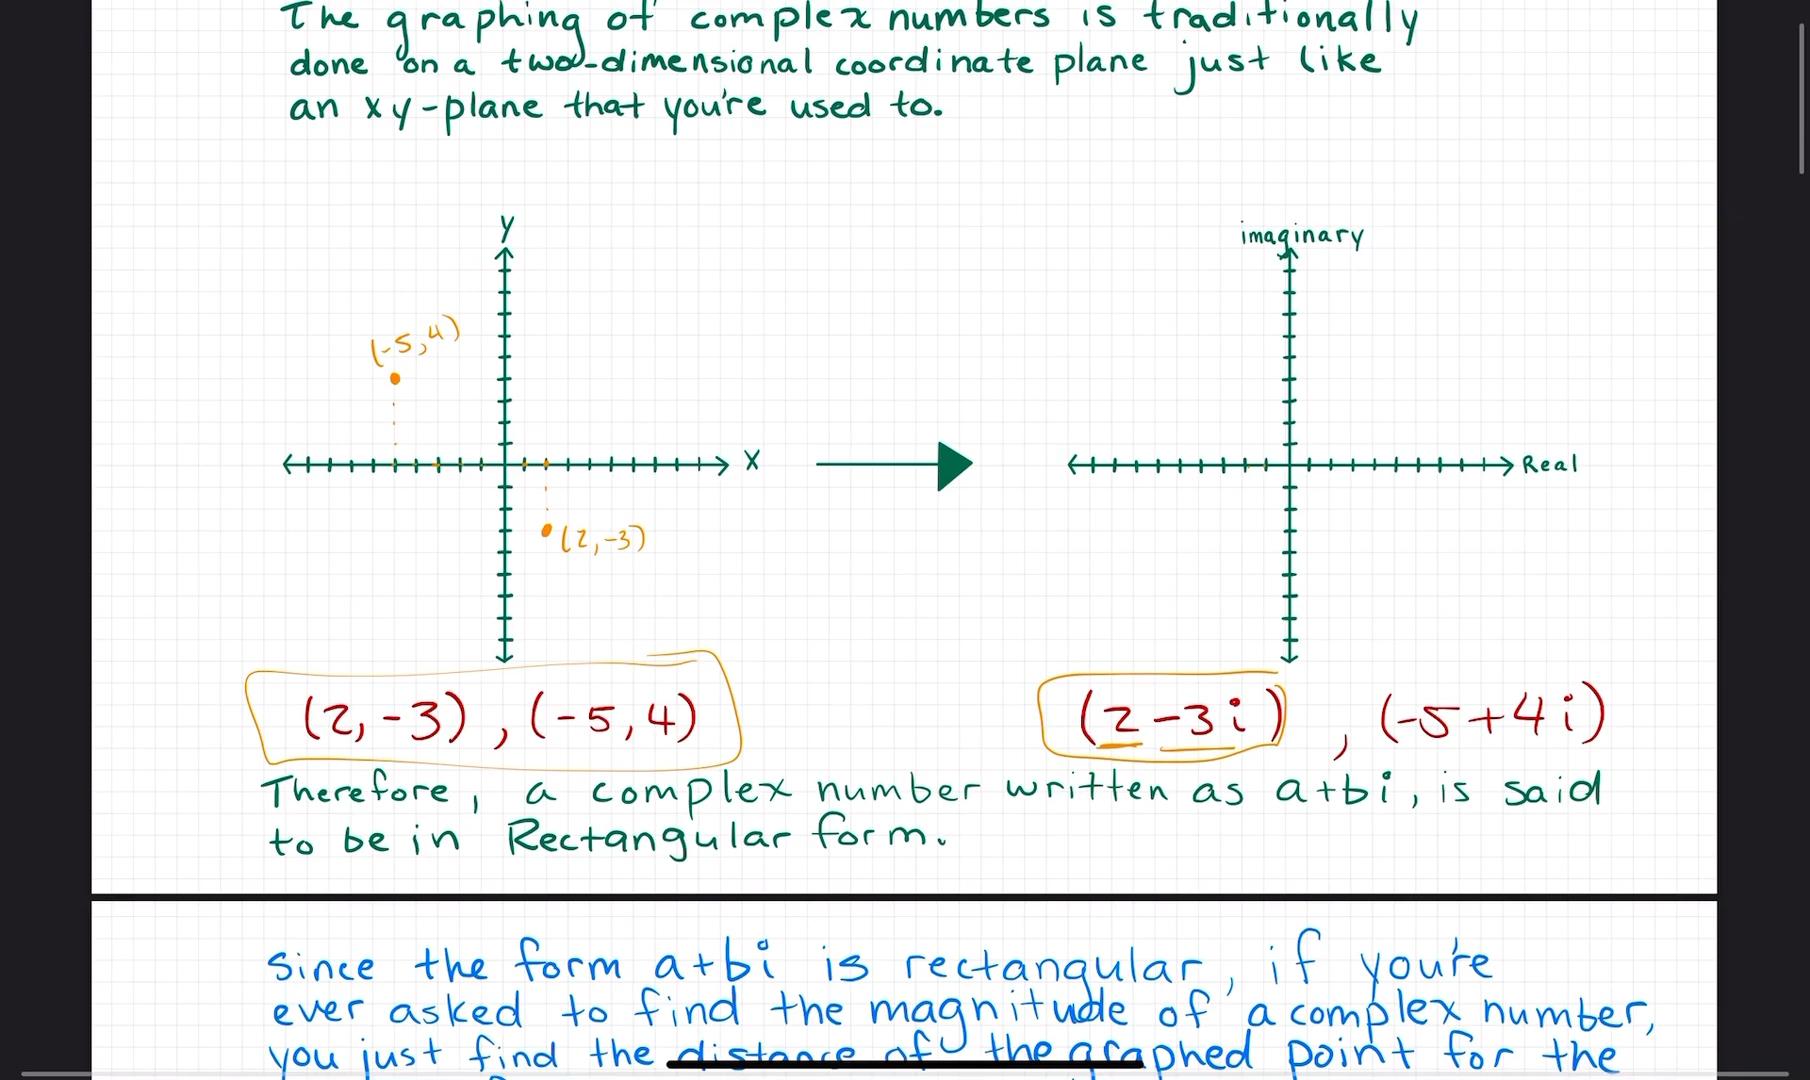 The graphing of complex numbers is traditionally
done on a two-dimensional coordinate plane just like
an xy-plane that you're used to.
y
imaginary
(-5,4)
x
Real
(2,-3)
(2,-3), (-5,4)
(2-3i), (-5+4i)
Therefore, a complex number written as a+bi, is said
to be in Rectangular form.
Since the form a+bi is rectangular, if you're
ever asked to find the magnitude of a complex number,
you just find the distance of the graphed point for the